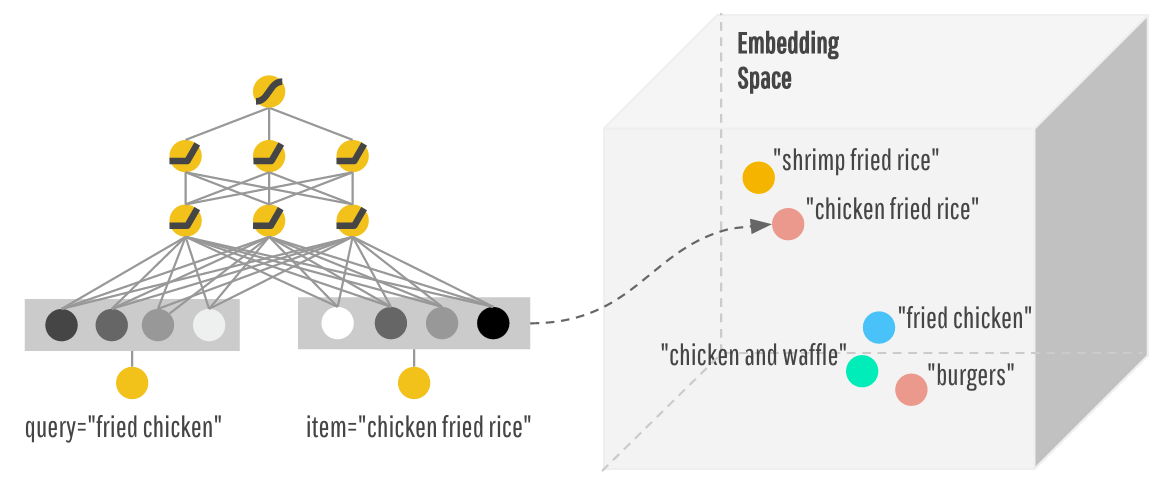 Embedding
Space
"shrimp fried rice"
"chicken fried rice"
"fried chicken"
"chicken and waffle"
"burgers"
query="fried chicken"
item="chicken fried rice"